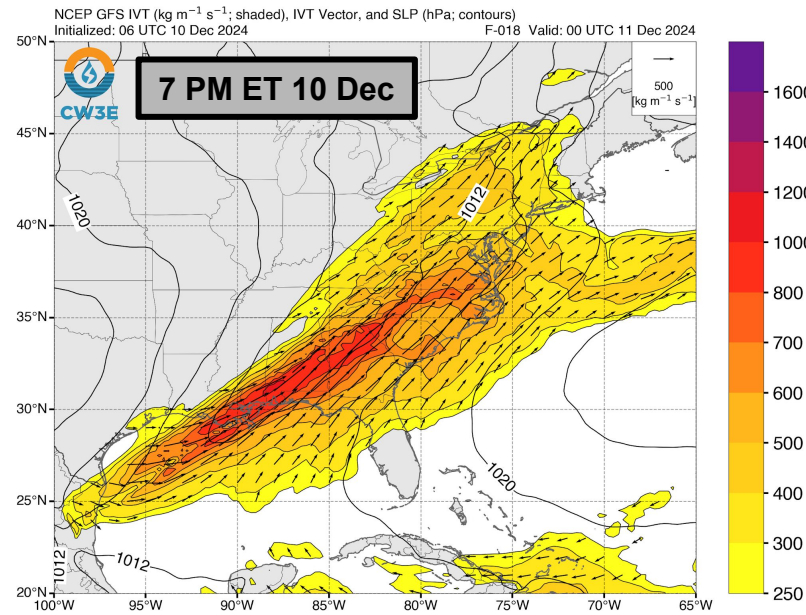 NCEP GFS IVT (kg m⁻¹ s⁻¹; shaded), IVT Vector, and SLP (hPa; contours)
Initialized: 06 UTC 10 Dec 2024 F-018 Valid: 00 UTC 11 Dec 2024
50°N
CW3E
7 PM ET 10 Dec
500
[kg m⁻¹ s⁻¹]
1600
45°N
1400
1200
1020
1012
40°N
1000
800
35°N
700
600
30°N
500
1020
25°N
400
300
1012
1012
20°N
250
100°W
95°W
90°W
85°W
80°W
75°W
70°W
65°W